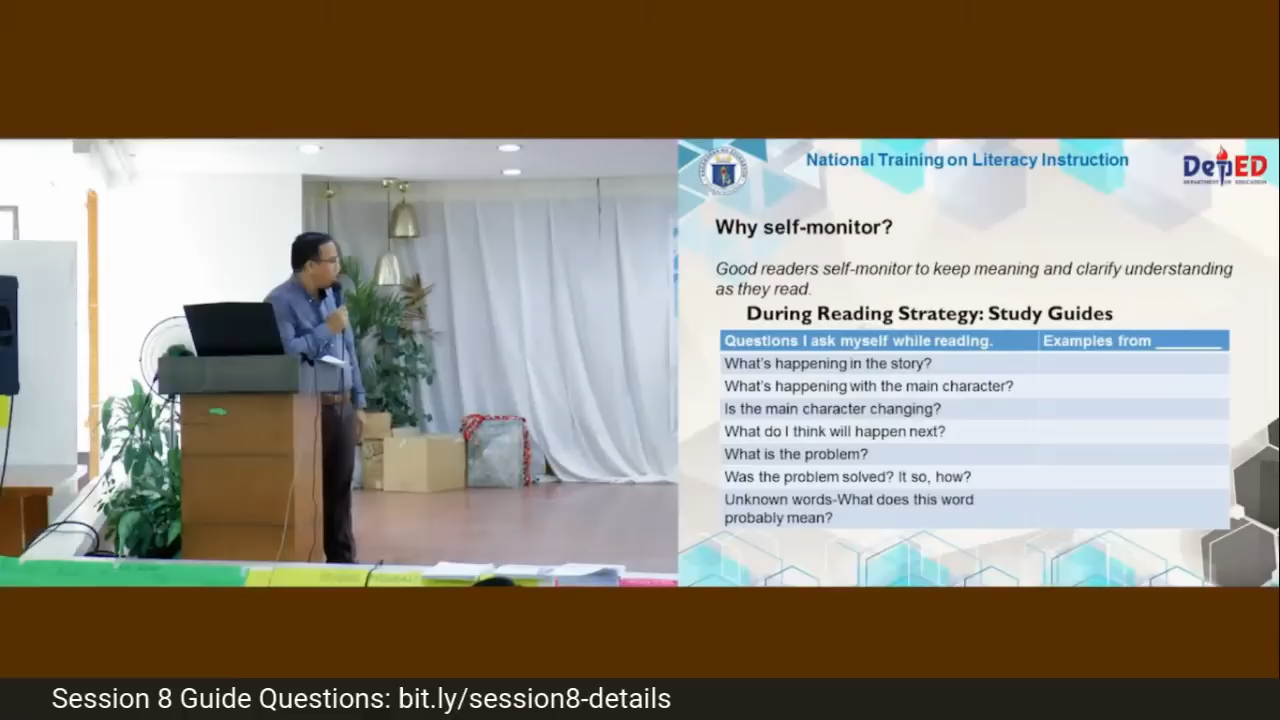 National Training on Literacy Instruction
DepED
DEPARTMENT OF EDUCATION
Why self-monitor?
Good readers self-monitor to keep meaning and clarify understanding
as they read.
During Reading Strategy: Study Guides
Questions I ask myself while reading.
Examples from ________
What's happening in the story?
What's happening with the main character?
Is the main character changing?
What do I think will happen next?
What is the problem?
Was the problem solved? It so, how?
Unknown words-What does this word
probably mean?
Session 8 Guide Questions: bit.ly/session8-details